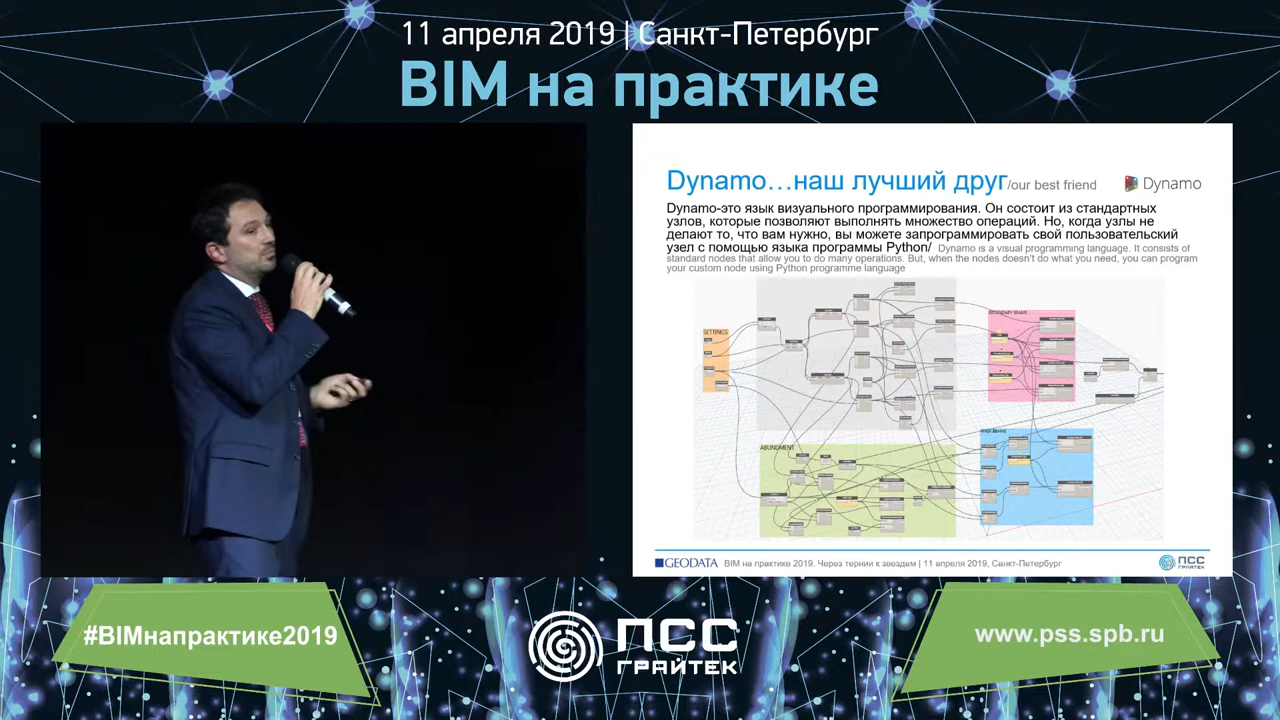 11 апреля 2019 | Санкт-Петербург
BIM на практике
Dynamo...наш лучший друг/our best friend
Dynamo
Dynamo-это язык визуального программирования. Он состоит из стандартных
узлов, которые позволяют выполнять множество операций. Но, когда узлы не
делают то, что вам нужно, вы можете запрограммировать свой пользовательский
узел с помощью языка программы Python/ Dynamo is a visual programming language. It consists of
standard nodes that allow you to do many operations. But, when the nodes doesn't do what you need, you can program
your custom node using Python programme language
SETTINGS
SECONDARY BEAMS
MAIN BEAMS
ABUNDMENT
GEODATA
BIM на практике 2019. Через тернии к звездам | 11 апреля 2019, Санкт-Петербург
ПСС
ГРАЙТЕК
#BIMнапрактике2019
ПСС
ГРАЙТЕК
www.pss.spb.ru